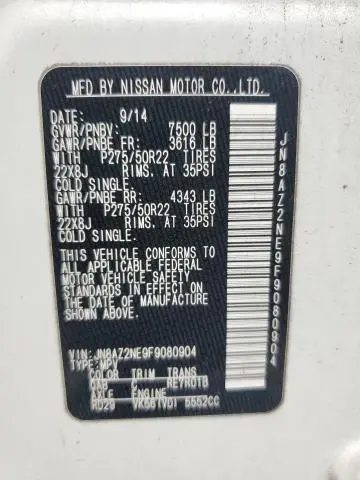 MFD BY NISSAN MOTOR CO.,LTD.
DATE: 9/14
GVWR/PNBV: 7500 LB
GAWR/PNBE FR: 3616 LB
WITH P275/50R22 TIRES
22X8J RIMS. AT 35PSI
COLD SINGLE.
GAWR/PNBE RR: 4343 LB
WITH P275/50R22 TIRES
22X8J RIMS. AT 35PSI
COLD SINGLE.
THIS VEHICLE CONFORMS TO
ALL APPLICABLE FEDERAL
MOTOR VEHICLE SAFETY
STANDARDS IN EFFECT ON
THE DATE OF MANUFACTURE
SHOWN ABOVE.
VIN: JN8AZ2NE9F9080904
TYPE: MPV
COLOR TRIM TRANS
QAB C RE7R01B
AXLE ENGINE
RD29 VK56(VD) 5552CC
JN8AZ2NE9F9080904